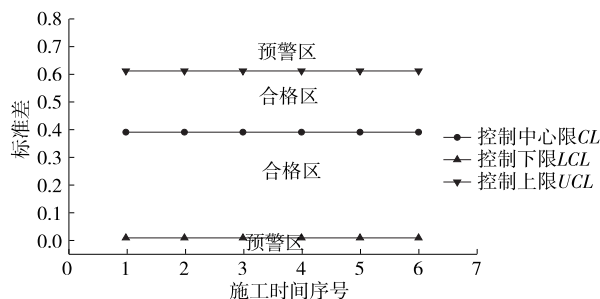 0.8
0.7
预警区
0.6
合格区
0.5
0.4
标准差
控制中心限CL
0.3
控制下限LCL
合格区
0.2
控制上限UCL
0.1
0.0
预警区
0 1 2 3 4 5 6 7
施工时间序号